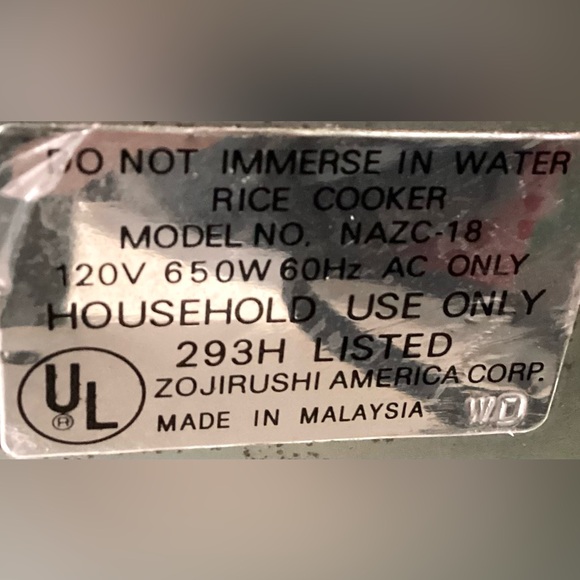 DO NOT IMMERSE IN WATER
RICE COOKER
MODEL NO. NAZC-18
120V 650W 60Hz AC ONLY
HOUSEHOLD USE ONLY
293H LISTED
UL ®
ZOJIRUSHI AMERICA CORP.
MADE IN MALAYSIA WD